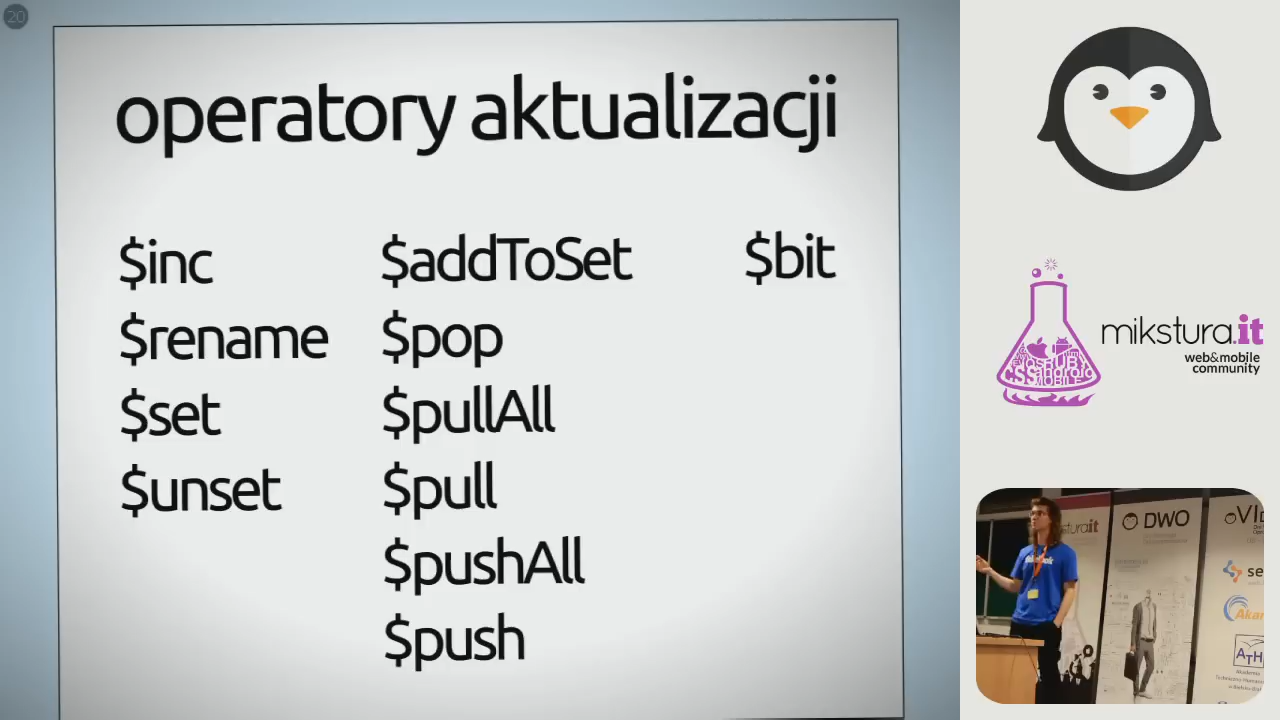 20
operatory aktualizacji
$inc
$rename
$set
$unset
$addToSet
$pop
$pullAll
$pull
$pushAll
$push
$bit
mikstura.it
web&mobile
community
DWO